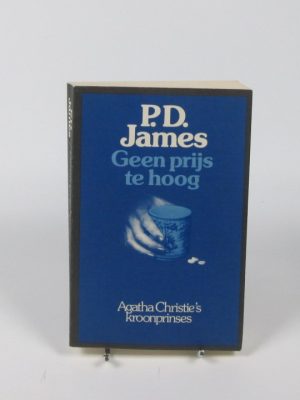 P.D.
James
Geen prijs
te hoog
Agatha Christie's
kroonprinses